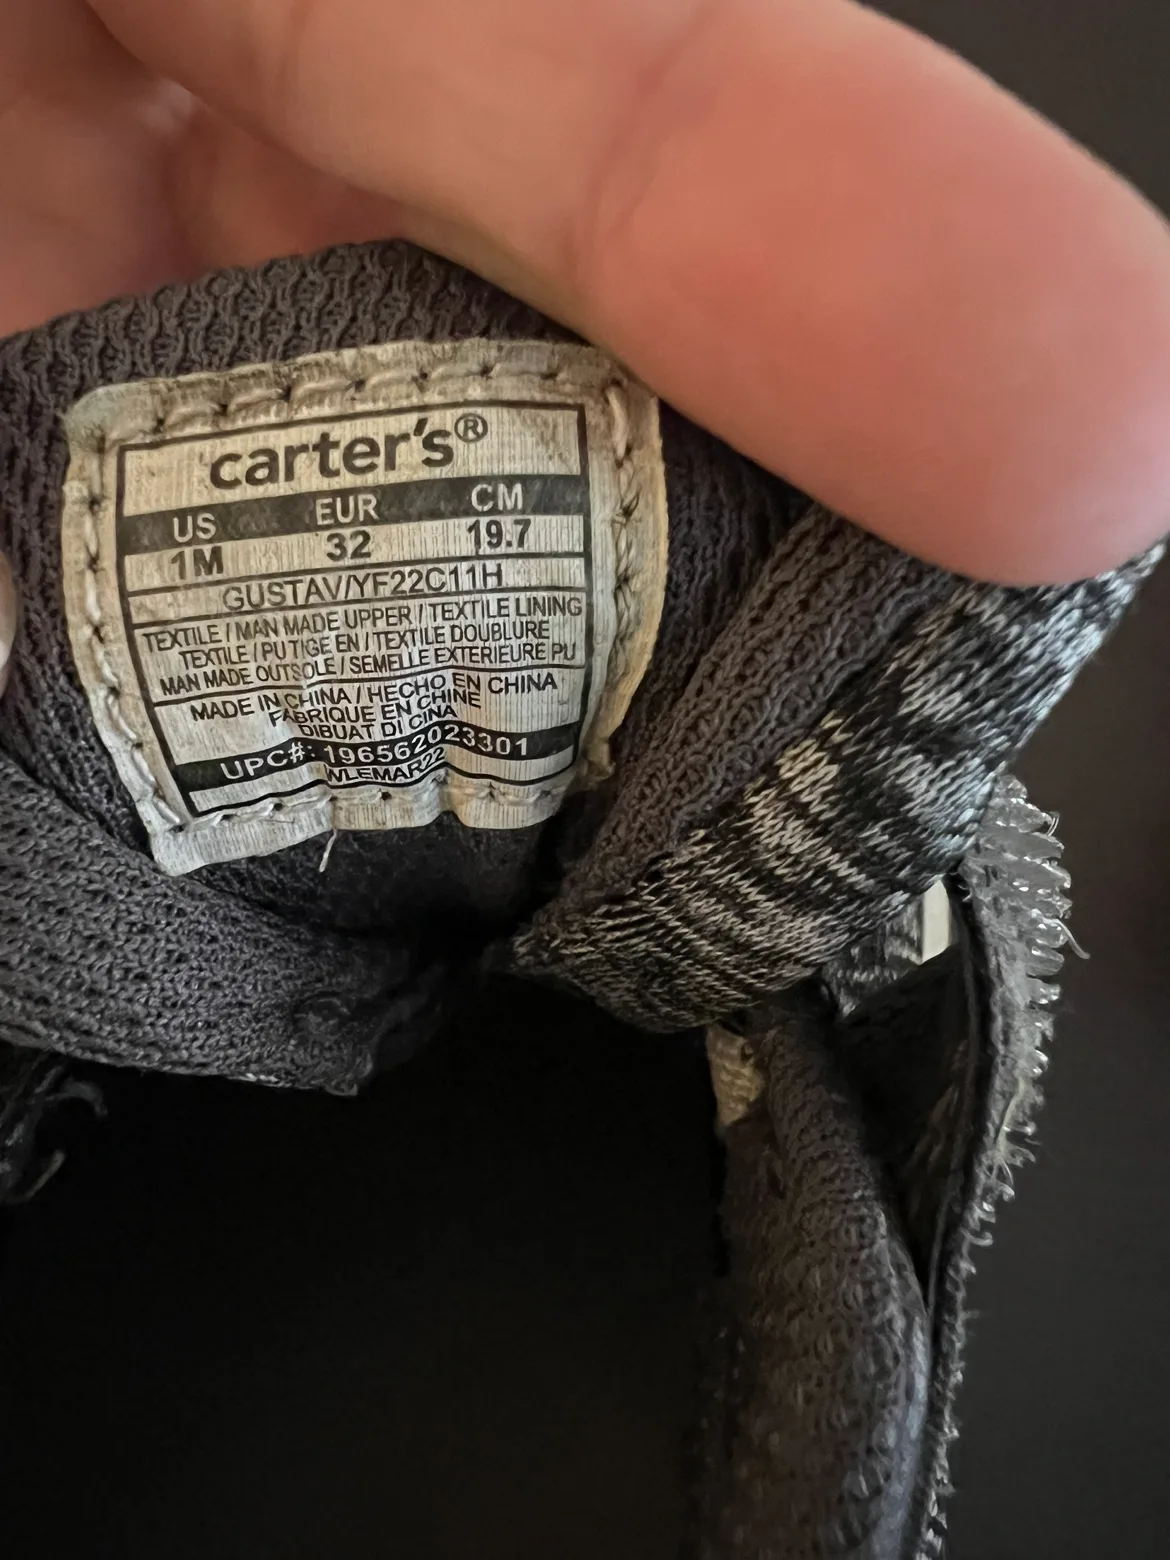 carter's®
US EUR CM
1M 32 19.7
GUSTAV/YF22C11H
TEXTILE / MAN MADE UPPER / TEXTILE LINING
TEXTILE / PU TIGE EN / TEXTILE DOUBLURE
MAN MADE OUTSOLE / SEMELLE EXTERIEURE PU
MADE IN CHINA / HECHO EN CHINA
FABRIQUE EN CHINE
DIBUAT DI CINA
UPC#: 196562023301
WLEMAR22